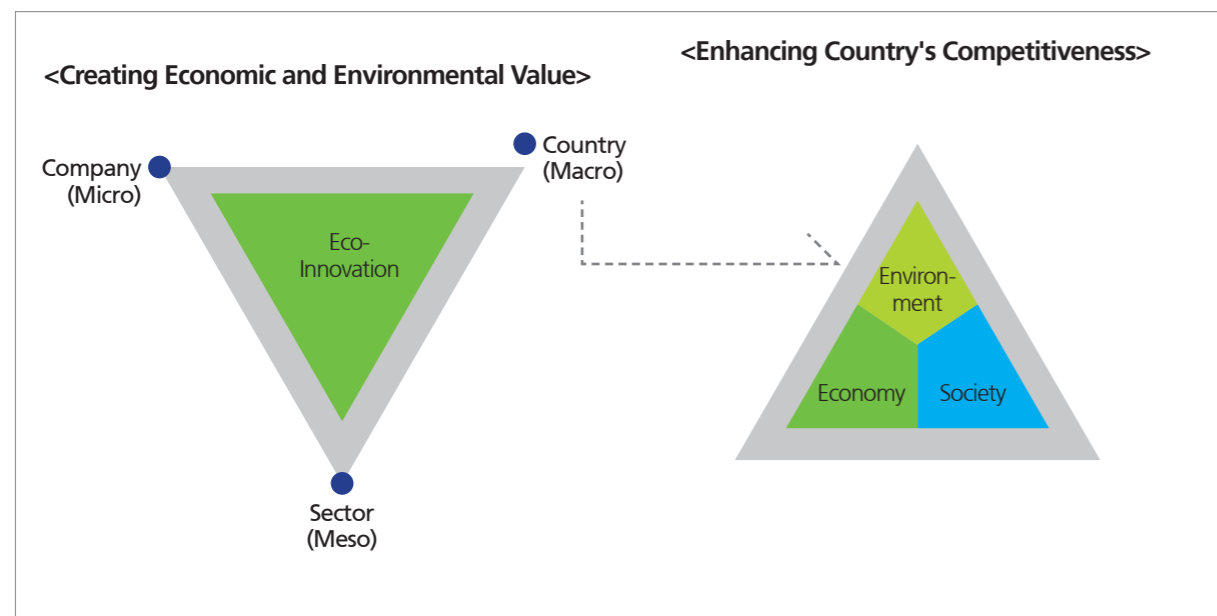 <Creating Economic and Environmental Value>
Company
(Micro)
Country
(Macro)
Eco-
Innovation
Sector
(Meso)
<Enhancing Country's Competitiveness>
Environ-
ment
Economy
Society